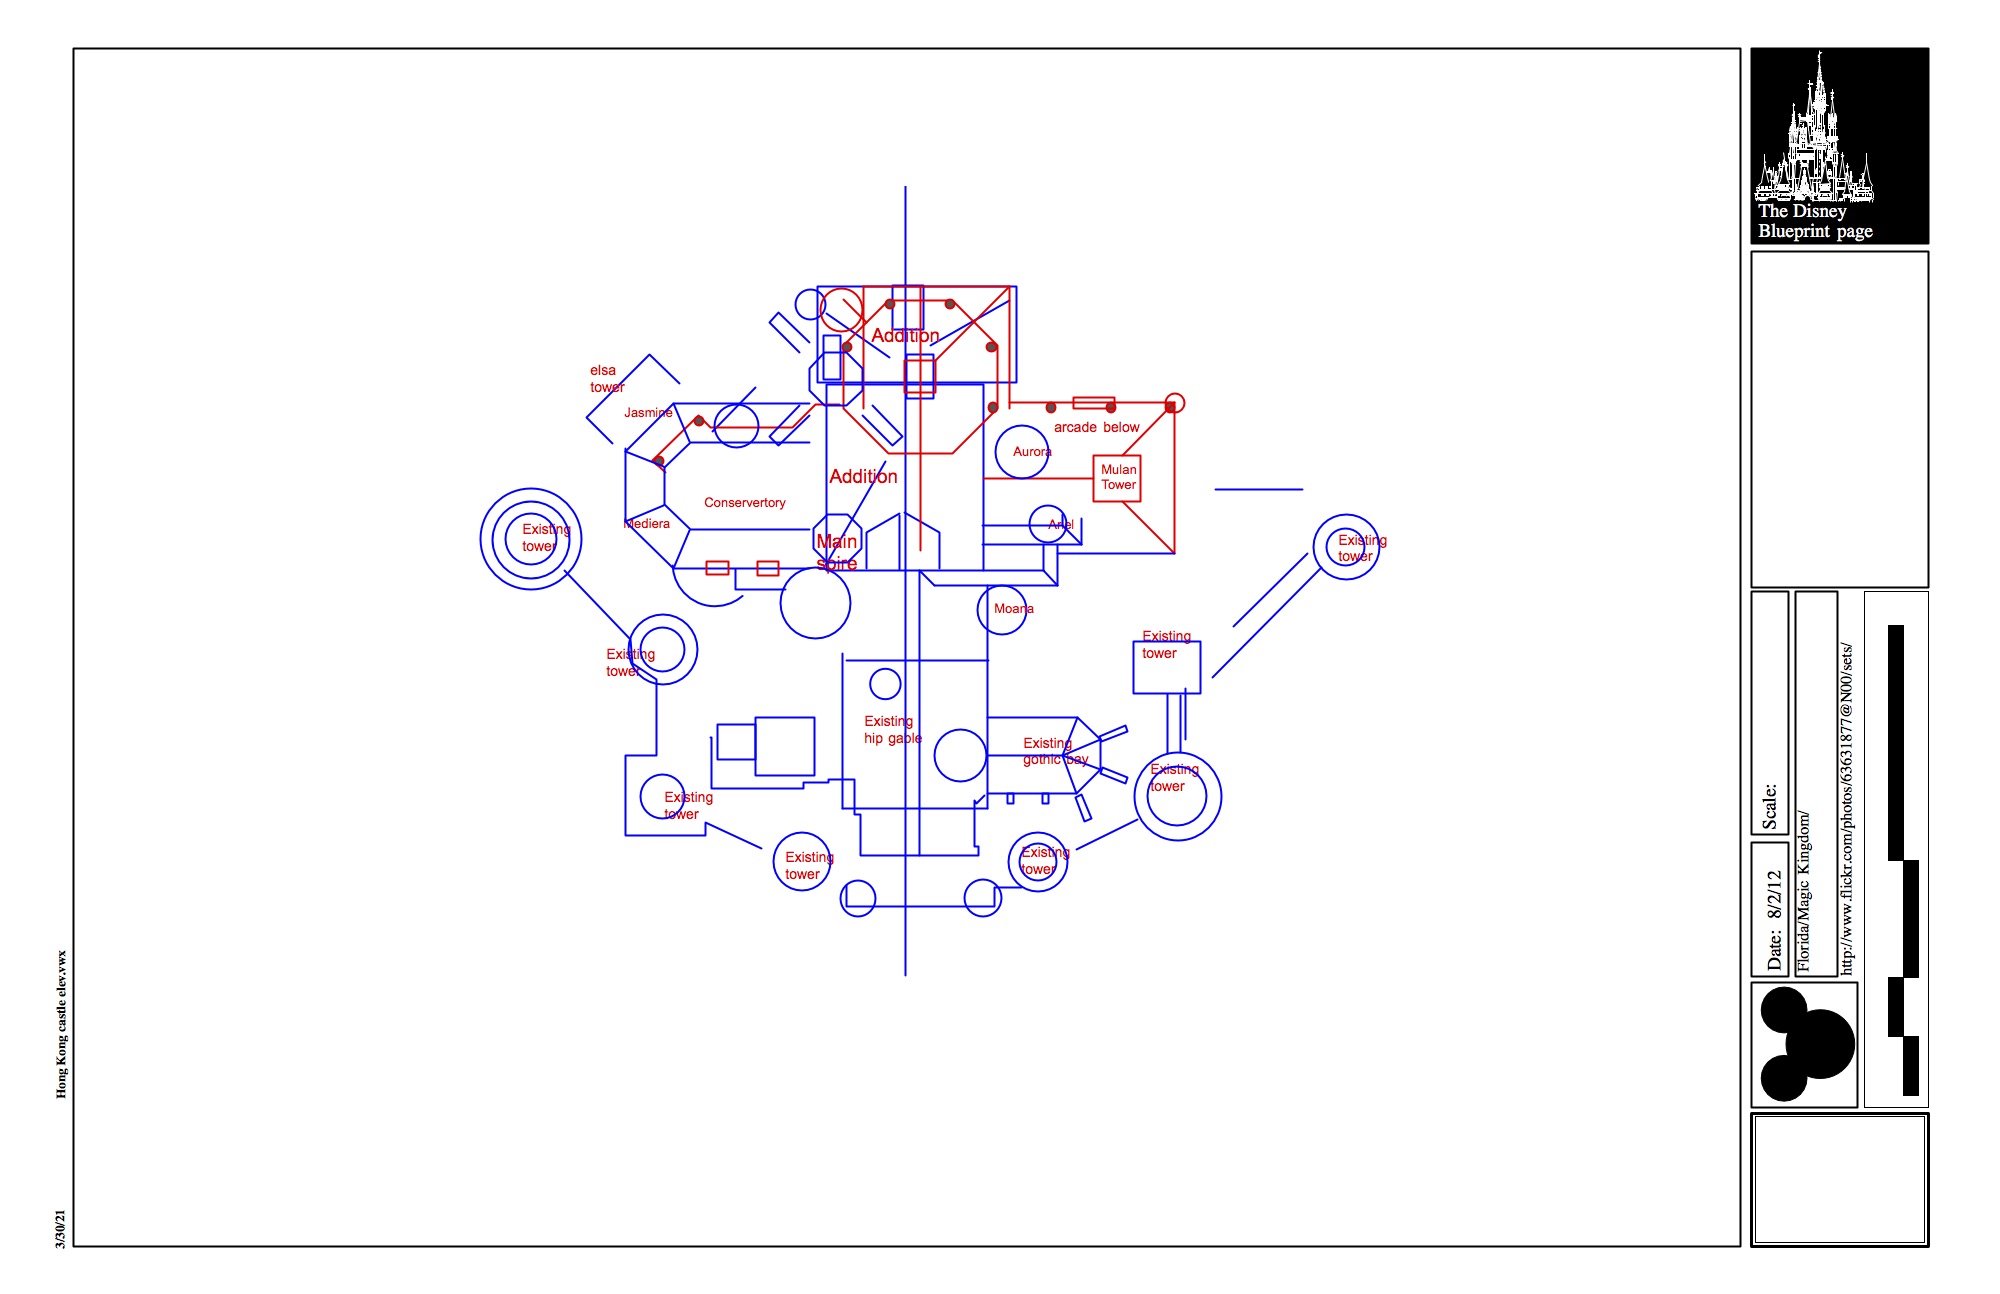 The Disney
Blueprint page
Addition
elsa
tower
Jasmine
arcade below
Aurora
Mulan
Tower
Addition
Conservertory
Mediera
Ariel
Existing
tower
Main
spire
Existing
tower
Moana
Existing
tower
Existing
tower
Existing
hip gable
Existing
gothic bay
Existing
tower
Existing
tower
Existing
tower
Existing
tower
Scale:
Date: 8/2/12
Florida/Magic Kingdom/
http://www.flickr.com/photos/63631877@N00/sets/
Hong Kong castle elev.vwx
3/30/21